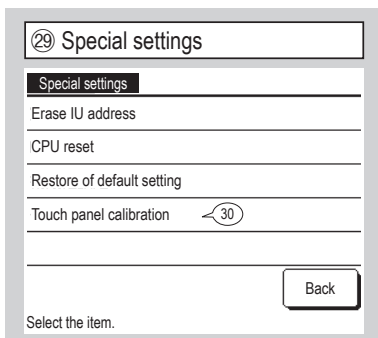 ㉙ Special settings
Special settings
Erase IU address
CPU reset
Restore of default setting
Touch panel calibration 30
Back
Select the item.